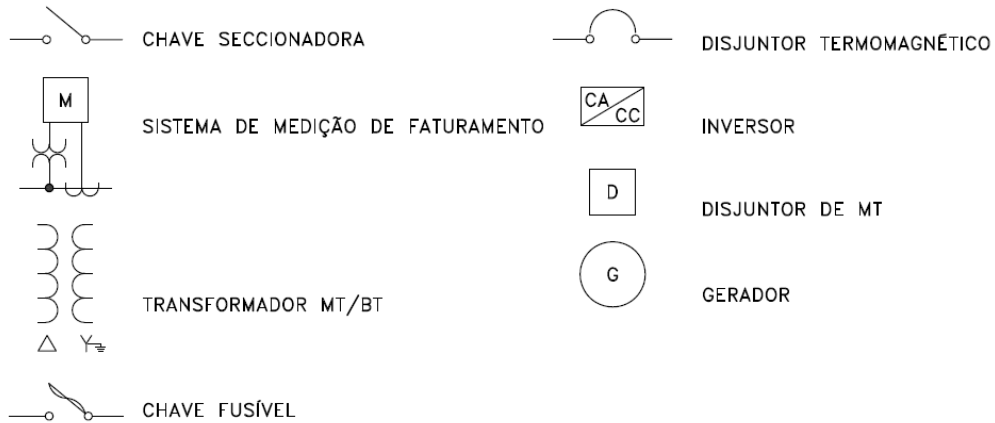 CHAVE SECCIONADORA
M
SISTEMA DE MEDIÇÃO DE FATURAMENTO
TRANSFORMADOR MT/BT
CHAVE FUSÍVEL
DISJUNTOR TERMOMAGNÉTICO
CA
CC
INVERSOR
D
DISJUNTOR DE MT
G
GERADOR